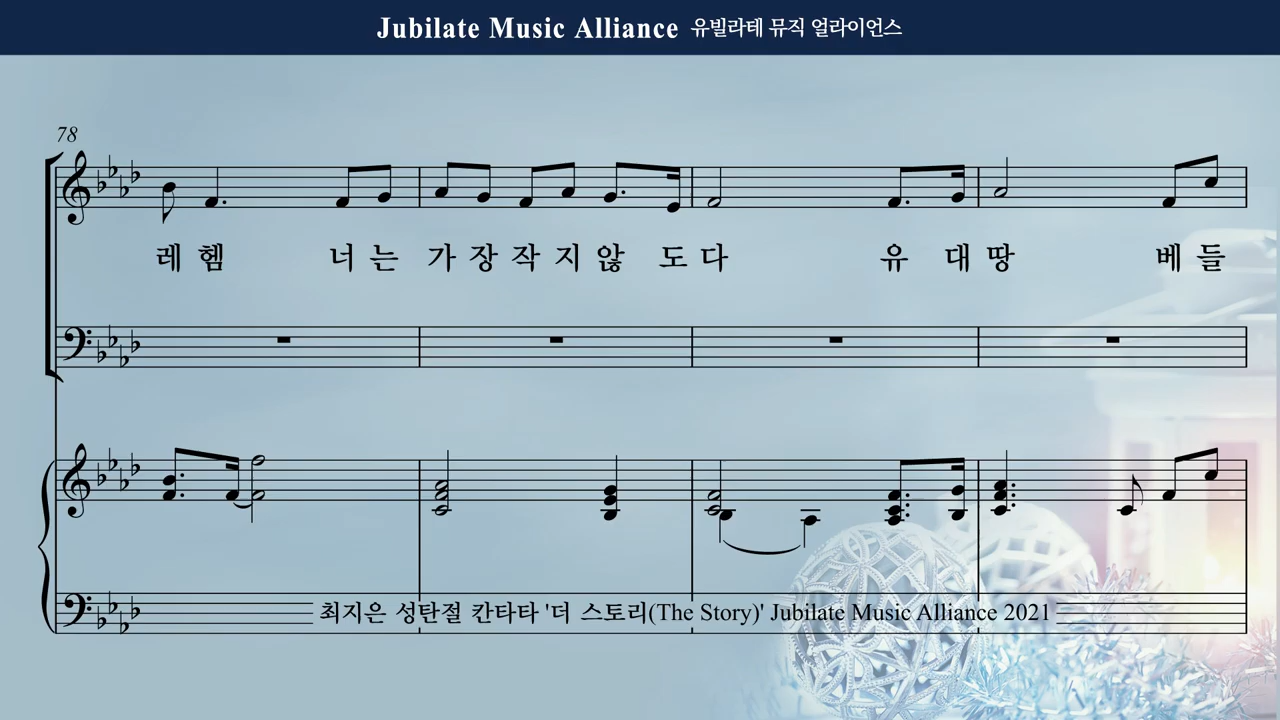 Jubilate Music Alliance 유빌라테 뮤직 얼라이언스
78
레 헴 너 는 가 장 작 지 않 도 다 유 대 땅 베 들
최지은 성탄절 칸타타 '더 스토리(The Story)' Jubilate Music Alliance 2021